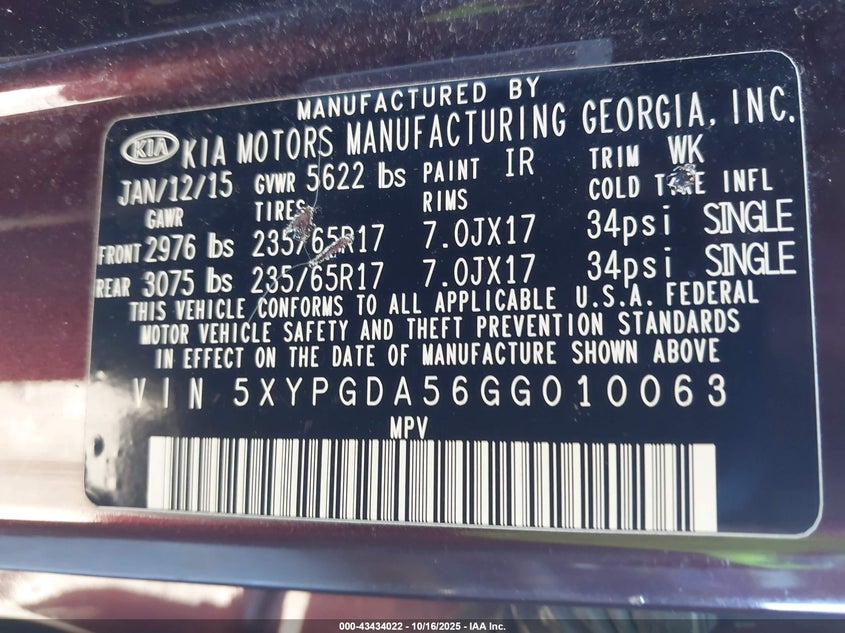 MANUFACTURED BY
KIA KIA MOTORS MANUFACTURING GEORGIA, INC.
JAN/12/15 GVWR 5622 lbs PAINT IR TRIM WK
GAWR TIRES RIMS COLD TIRE INFL
FRONT 2976 lbs 235/65R17 7.0JX17 34psi SINGLE
REAR 3075 lbs 235/65R17 7.0JX17 34psi SINGLE
THIS VEHICLE CONFORMS TO ALL APPLICABLE U.S.A. FEDERAL
MOTOR VEHICLE SAFETY AND THEFT PREVENTION STANDARDS
IN EFFECT ON THE DATE OF MANUFACTURE SHOWN ABOVE
VIN 5XYPGDA56GG010063
MPV
000-43434022 - 10/16/2025 - IAA Inc.